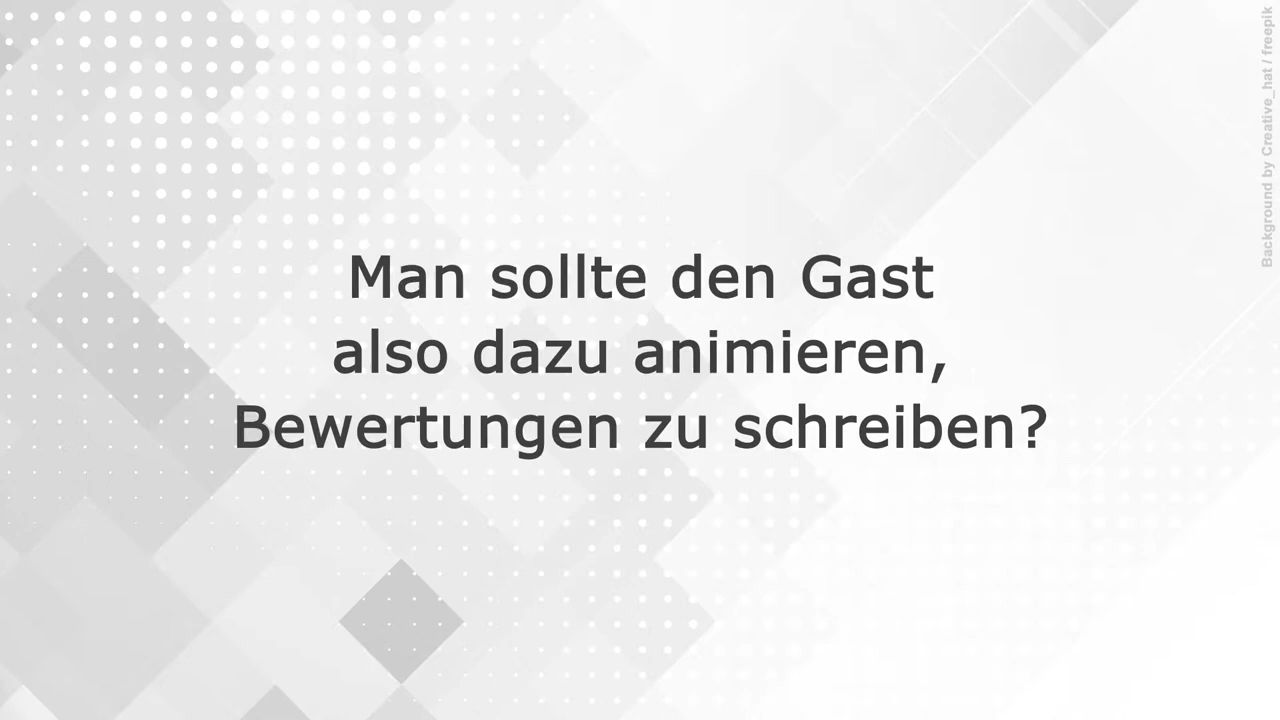 Man sollte den Gast
also dazu animieren,
Bewertungen zu schreiben?
Background by Creative_hat / freepik